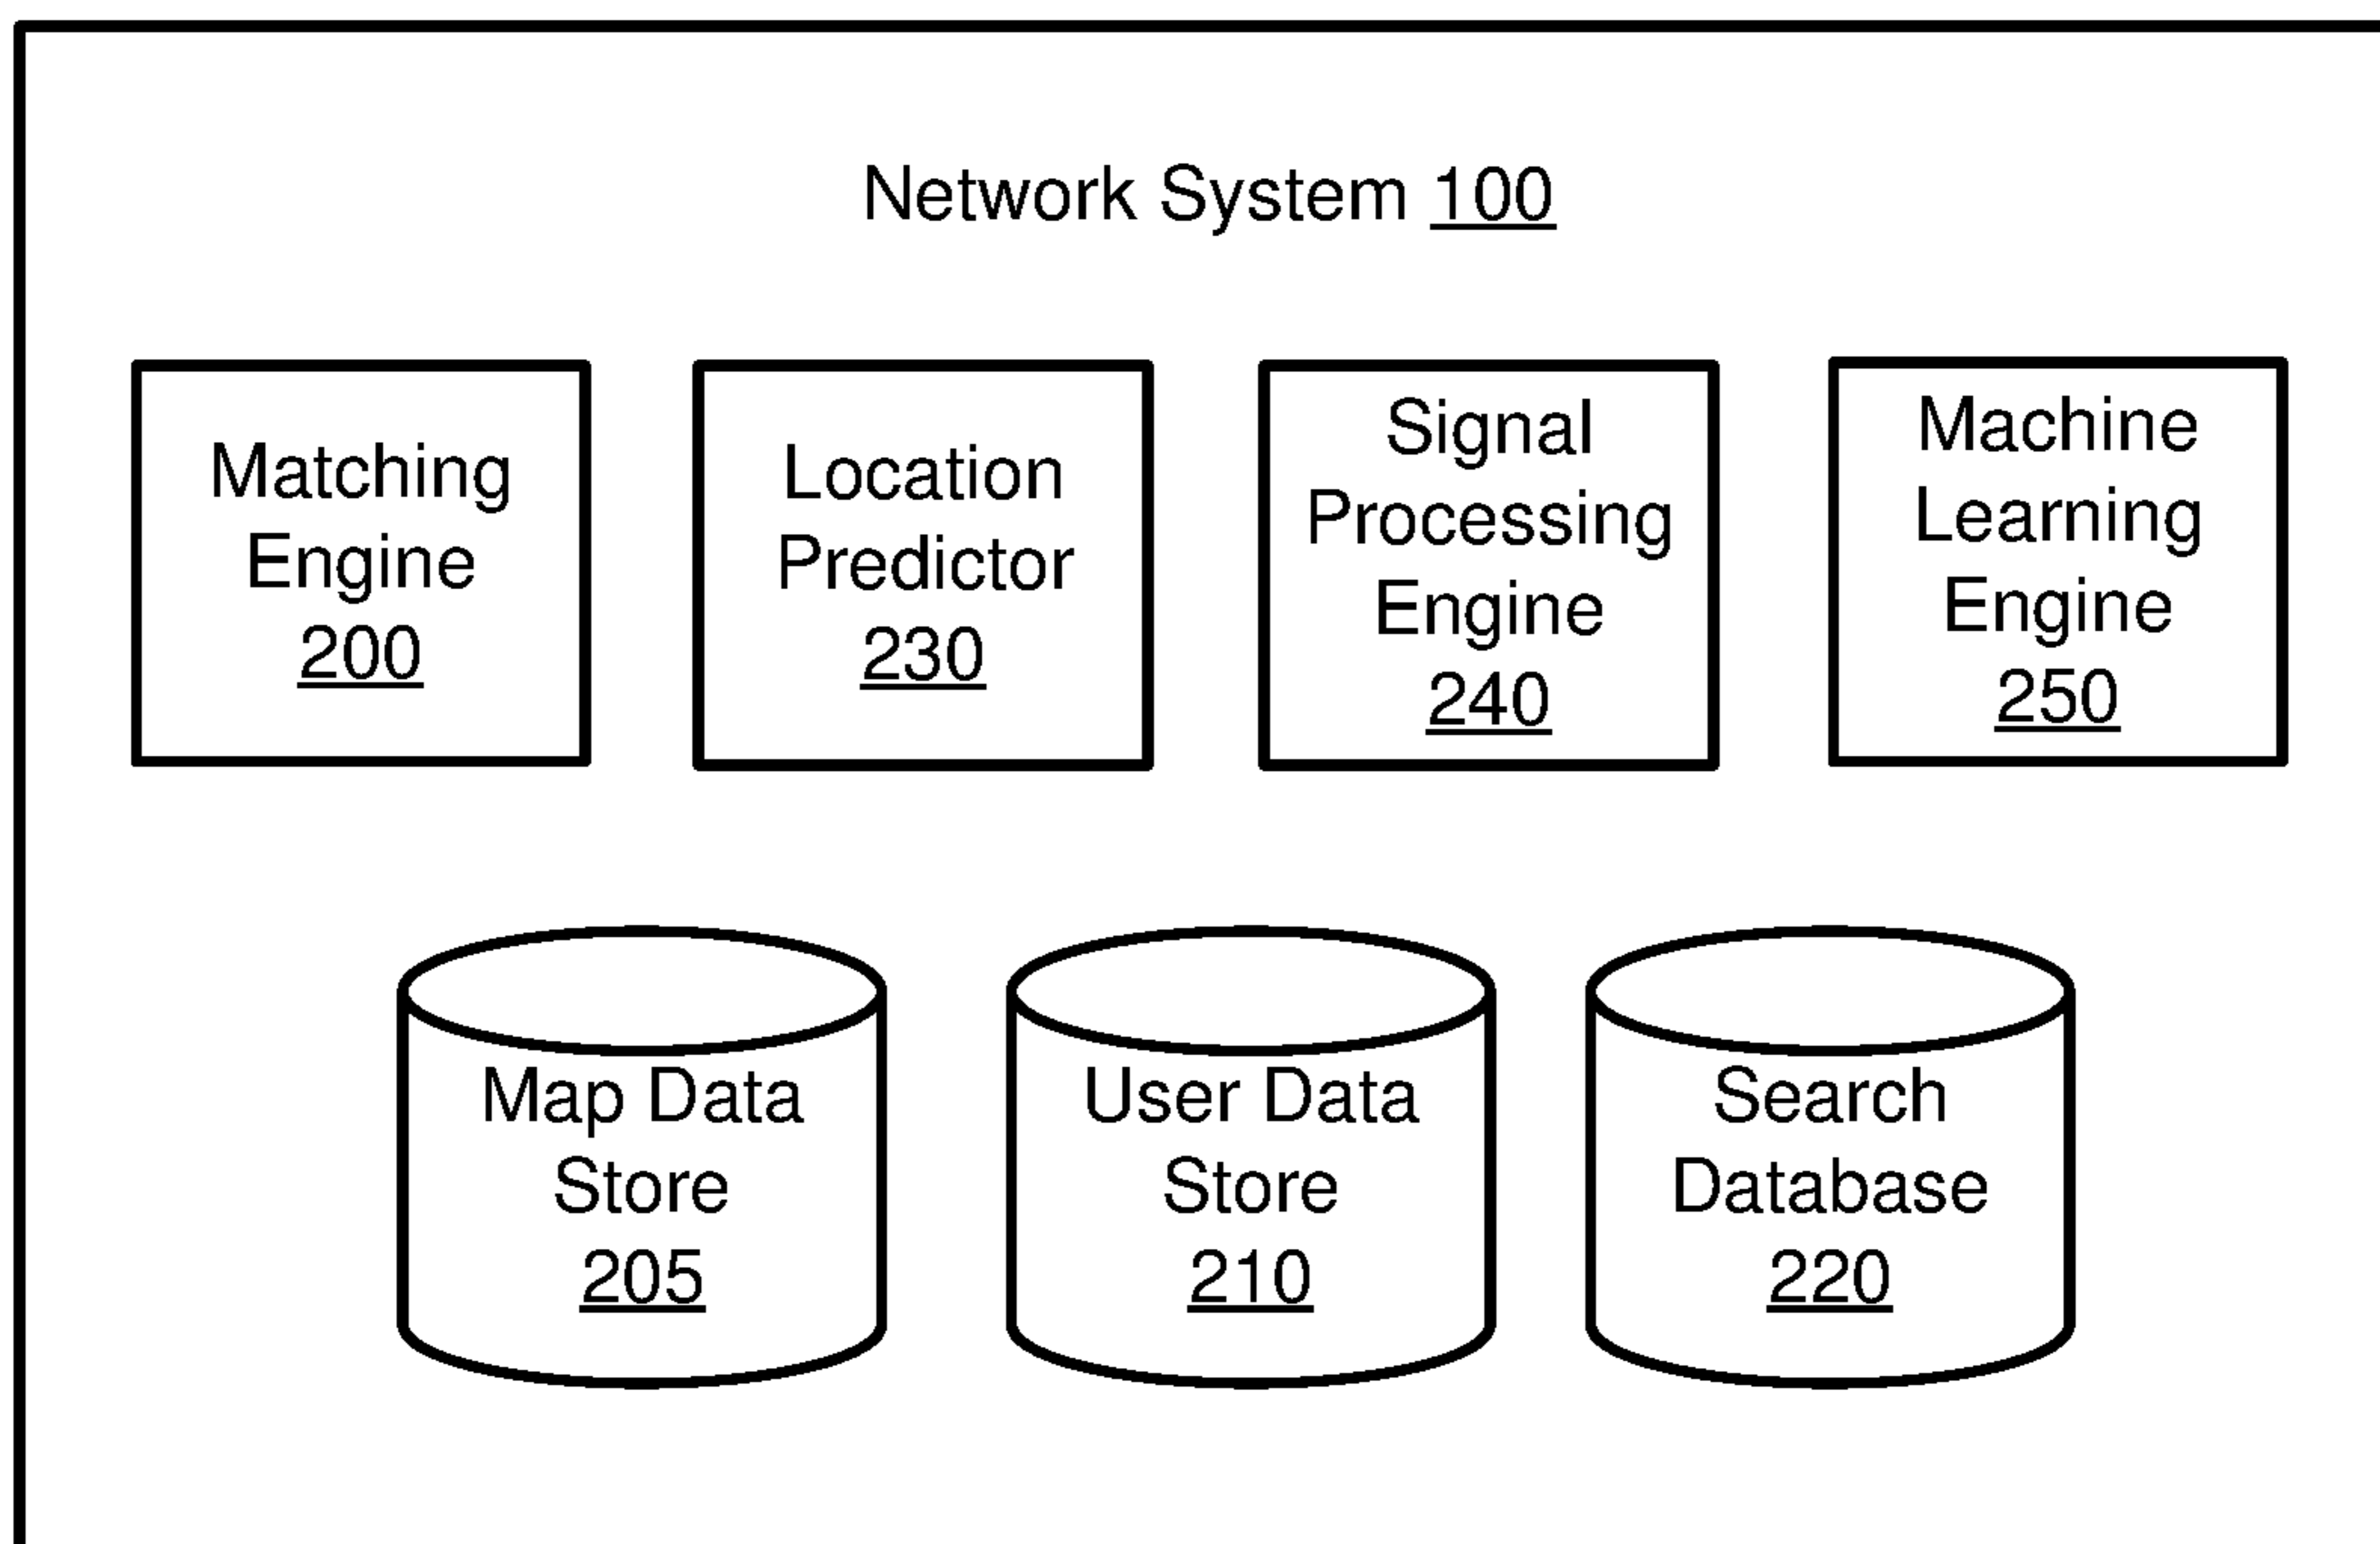 Network System 100
Matching
Engine
200
Location
Predictor
230
Signal
Processing
Engine
240
Machine
Learning
Engine
250
Map Data
Store
205
User Data
Store
210
Search
Database
220